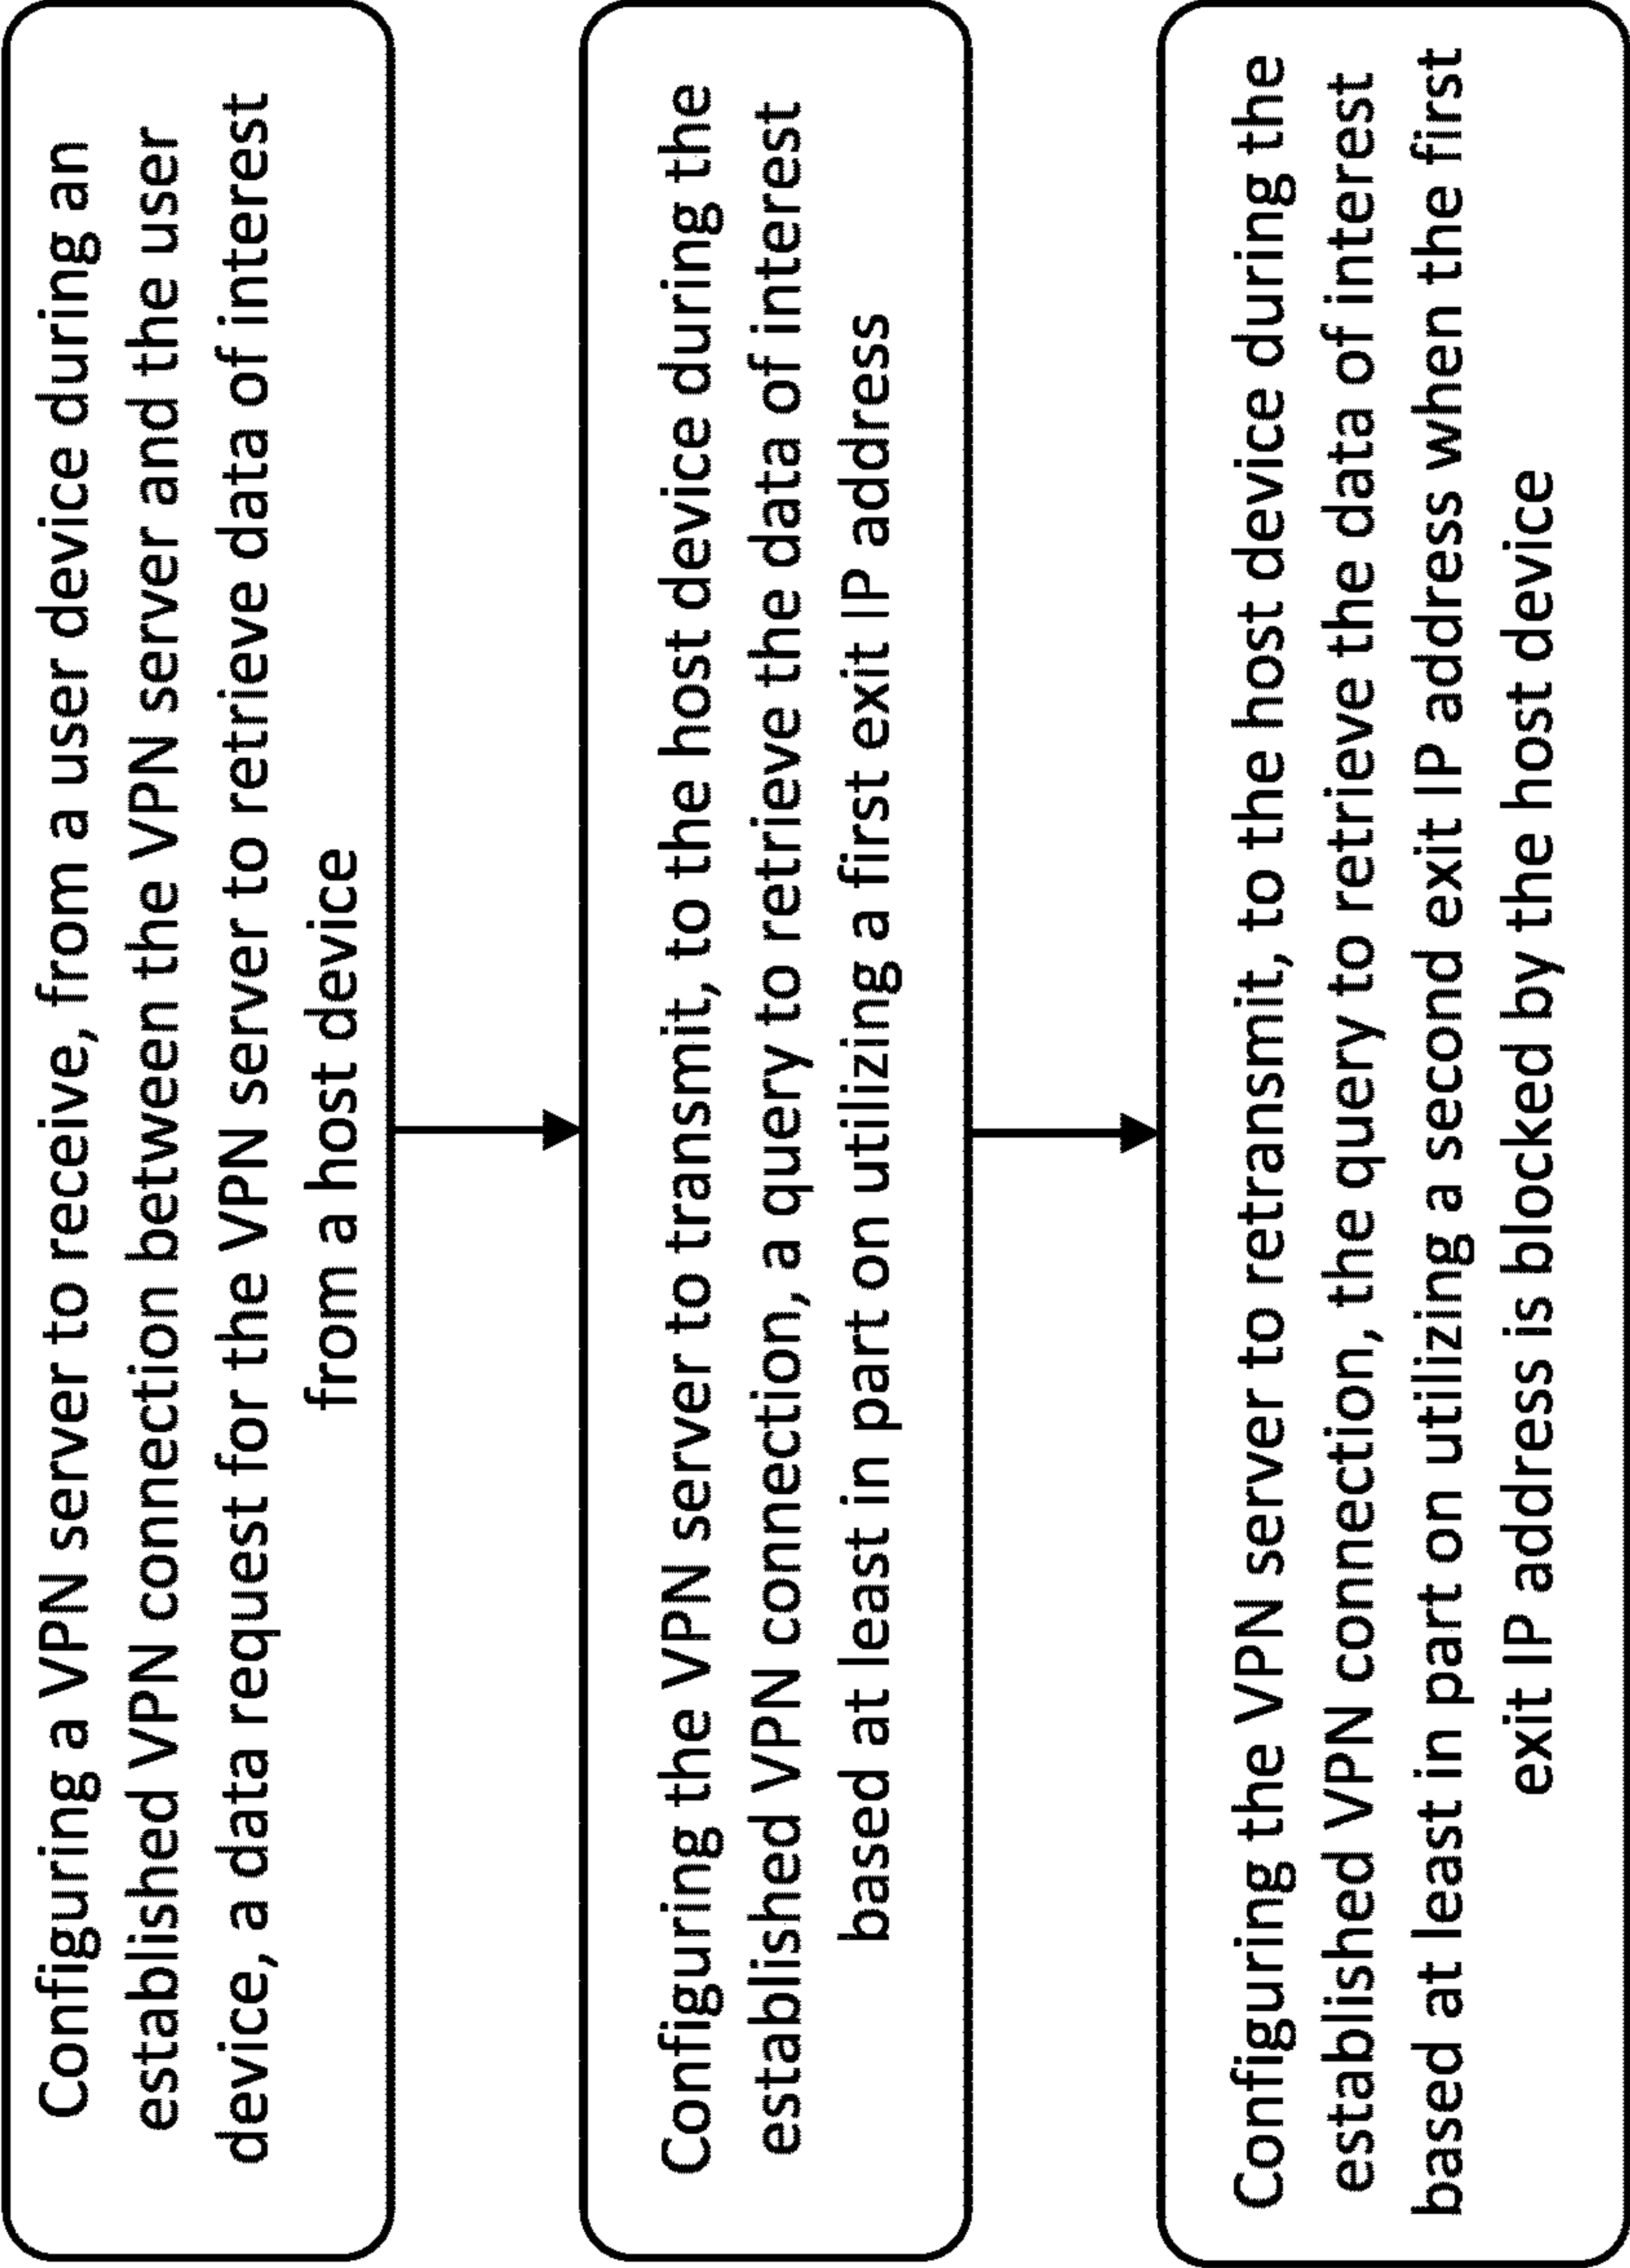 Configuring a VPN server to receive, from a user device during an
established VPN connection between the VPN server and the user
device, a data request for the VPN server to retrieve data of interest
from a host device
Configuring the VPN server to transmit, to the host device during the
established VPN connection, a query to retrieve the data of interest
based at least in part on utilizing a first exit IP address
Configuring the VPN server to retransmit, to the host device during the
established VPN connection, the query to retrieve the data of interest
based at least in part on utilizing a second exit IP address when the first
exit IP address is blocked by the host device